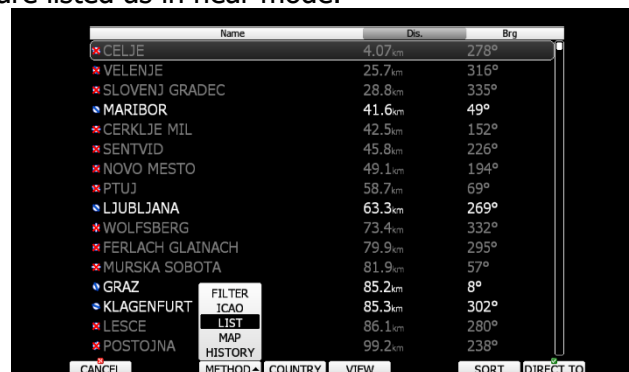 are listed as in near mode.
Name Dis. Brg
CELJE 4.07km 278°
VELENJE 25.7km 316°
SLOVENJ GRADEC 28.8km 335°
MARIBOR 41.6km 49°
CERKLJE MIL 42.5km 152°
SENTVID 45.8km 226°
NOVO MESTO 49.1km 194°
PTUJ 58.7km 69°
LJUBLJANA 63.3km 269°
WOLFSBERG 73.4km 332°
FERLACH GLAINACH 79.9km 295°
MURSKA SOBOTA 81.9km 57°
GRAZ 85.2km 8°
KLAGENFURT 85.3km 302°
LESCE 86.1km 280°
POSTOJNA 99.2km 238°
FILTER
ICAO
LIST
MAP
HISTORY
CANCEL METHOD COUNTRY VIEW SORT DIRECT TO